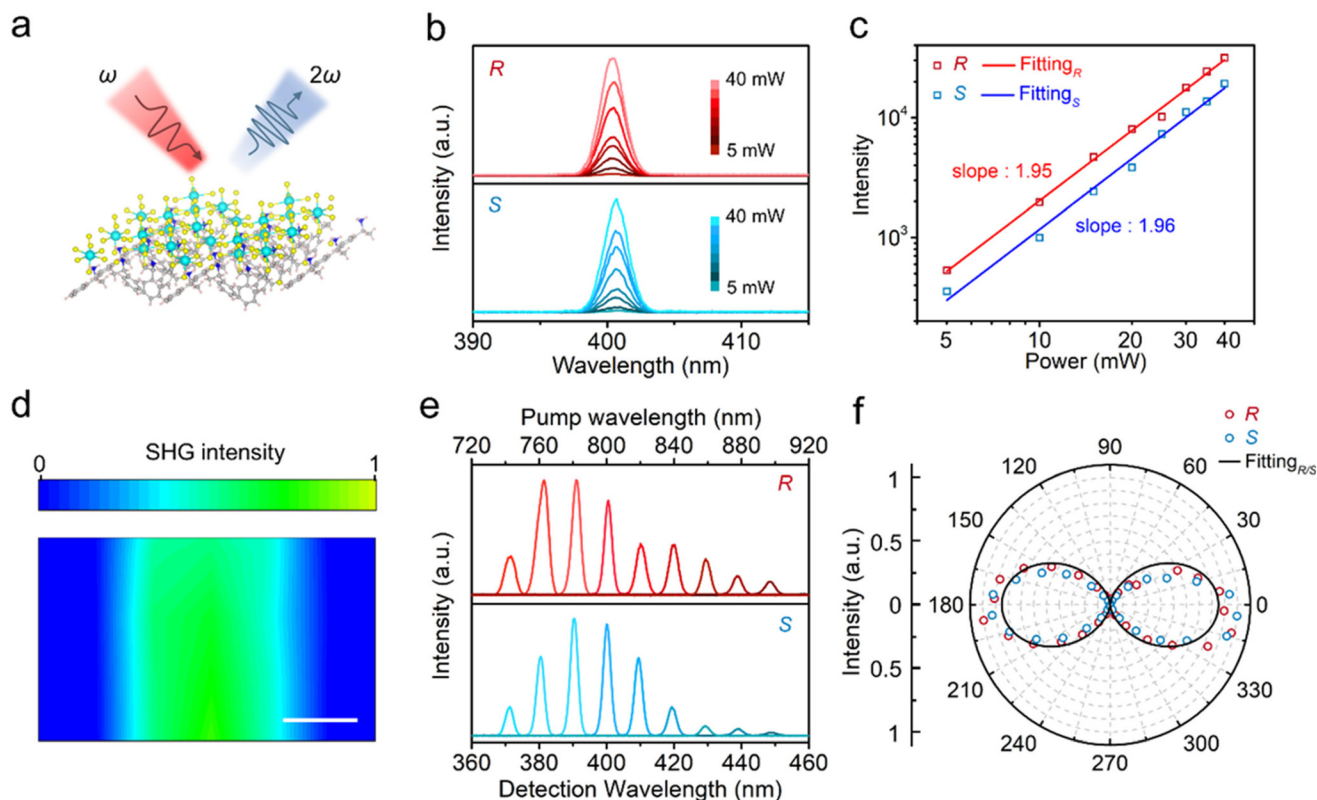 a
ω
2ω
b
R
40 mW
5 mW
S
40 mW
5 mW
Intensity (a.u.)
390
400
410
Wavelength (nm)
c
R Fitting_R
S Fitting_S
slope : 1.95
slope : 1.96
Intensity
10^4
10^3
5
10
20
30
40
Power (mW)
d
SHG intensity
0
1
e
Pump wavelength (nm)
720 760 800 840 880 920
R
S
Intensity (a.u.)
360 380 400 420 440 460
Detection Wavelength (nm)
f
R
S
Fitting_R/S
Intensity (a.u.)
1
0.5
0
0.5
1
90
120
60
150
30
180
0
210
330
240
300
270